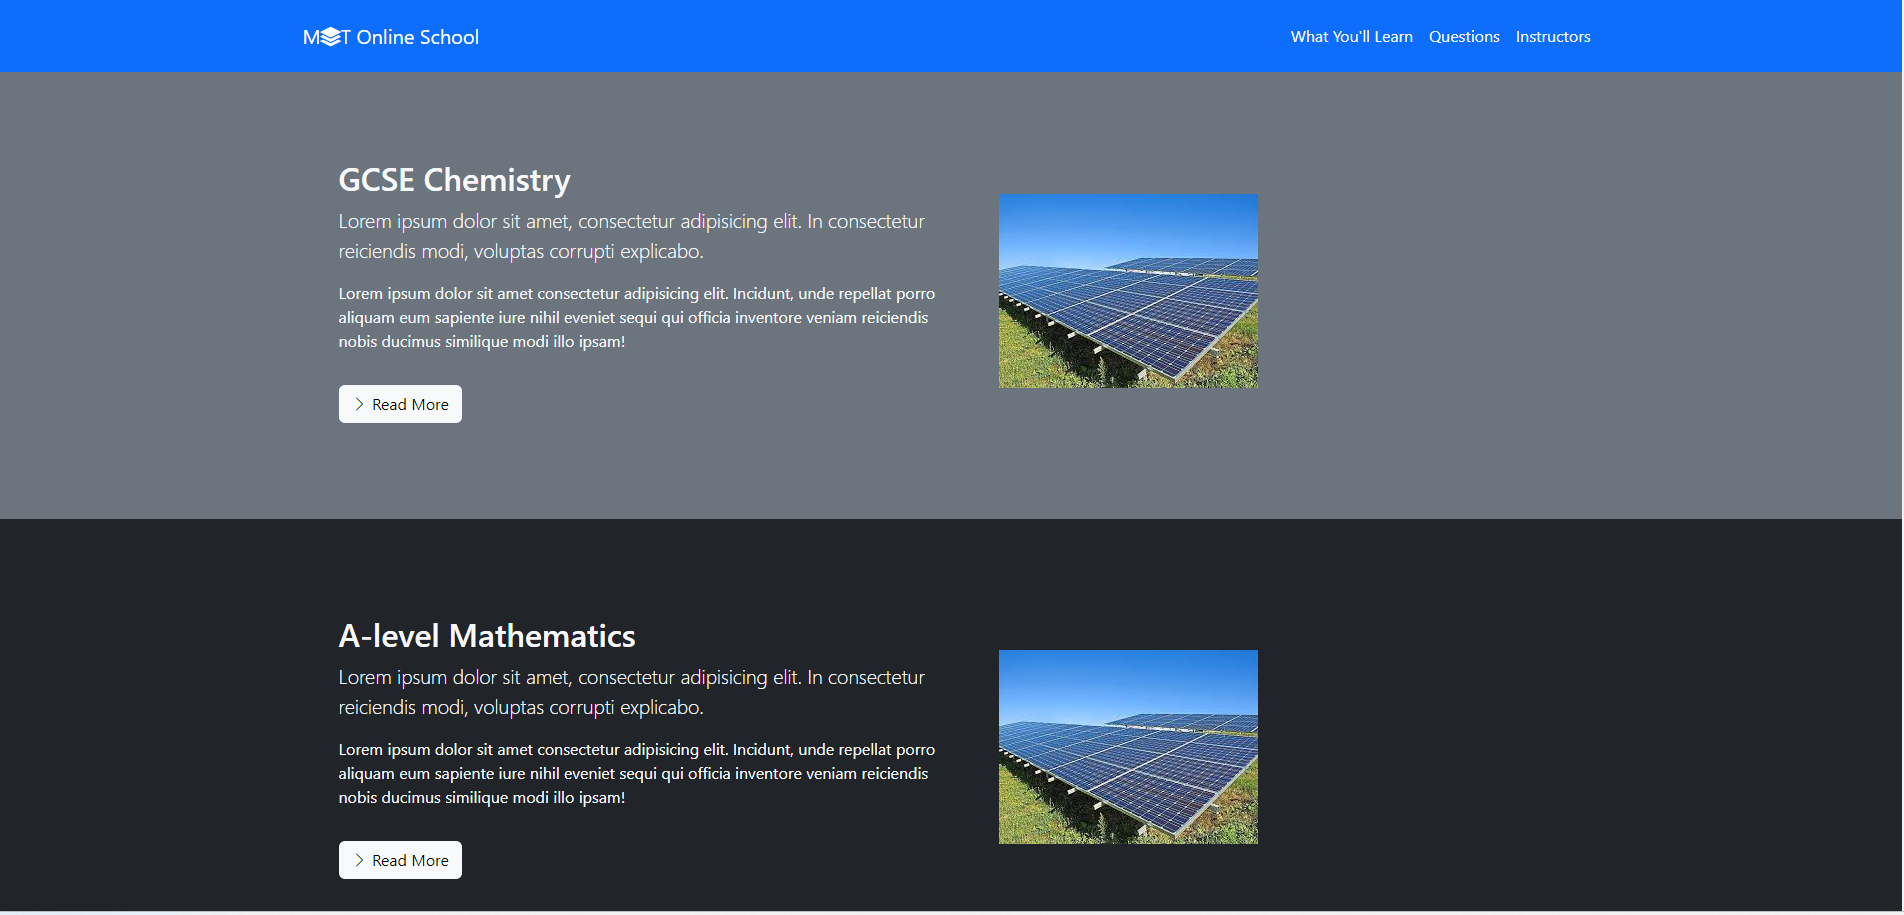 MT Online School
What You'll Learn
Questions
Instructors
GCSE Chemistry
Lorem ipsum dolor sit amet, consectetur adipisicing elit. In consectetur
reiciendis modi, voluptas corrupti explicabo.
Lorem ipsum dolor sit amet consectetur adipisicing elit. Incidunt, unde repellat porro
aliquam eum sapiente iure nihil eveniet sequi qui officia inventore veniam reiciendis
nobis ducimus similique modi illo ipsam!
Read More
A-level Mathematics
Lorem ipsum dolor sit amet, consectetur adipisicing elit. In consectetur
reiciendis modi, voluptas corrupti explicabo.
Lorem ipsum dolor sit amet consectetur adipisicing elit. Incidunt, unde repellat porro
aliquam eum sapiente iure nihil eveniet sequi qui officia inventore veniam reiciendis
nobis ducimus similique modi illo ipsam!
Read More